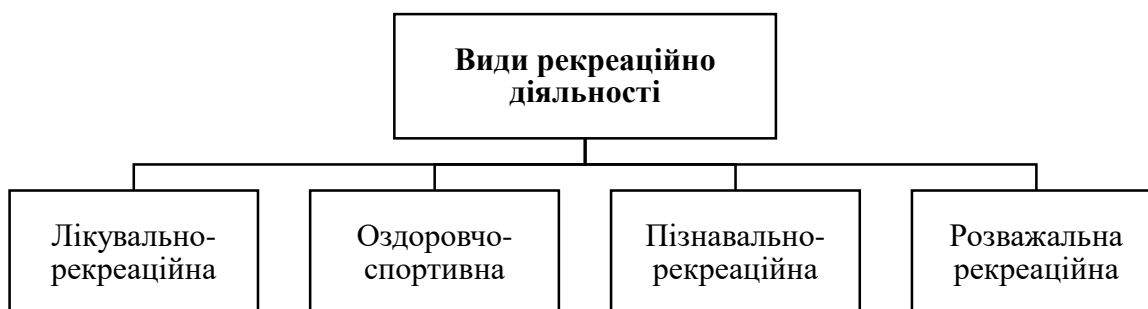 Види рекреаційно
діяльності
Лікувально-
рекреаційна
Оздоровчо-
спортивна
Пізнавально-
рекреаційна
Розважальна
рекреаційна